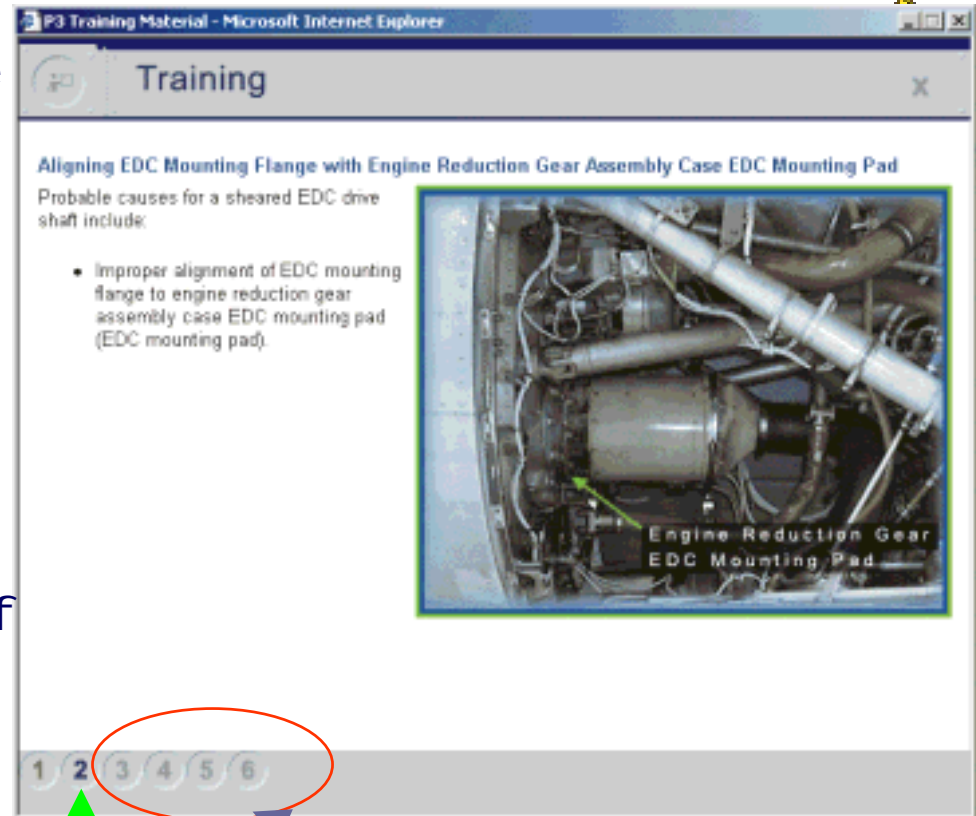 P3 Training Material - Microsoft Internet Explorer
Training
X
Aligning EDC Mounting Flange with Engine Reduction Gear Assembly Case EDC Mounting Pad
Probable causes for a sheared EDC drive
shaft include:
• Improper alignment of EDC mounting
flange to engine reduction gear
assembly case EDC mounting pad
(EDC mounting pad).
Engine Reduction Gear
EDC Mounting Pad
f
1 2 3 4 5 6